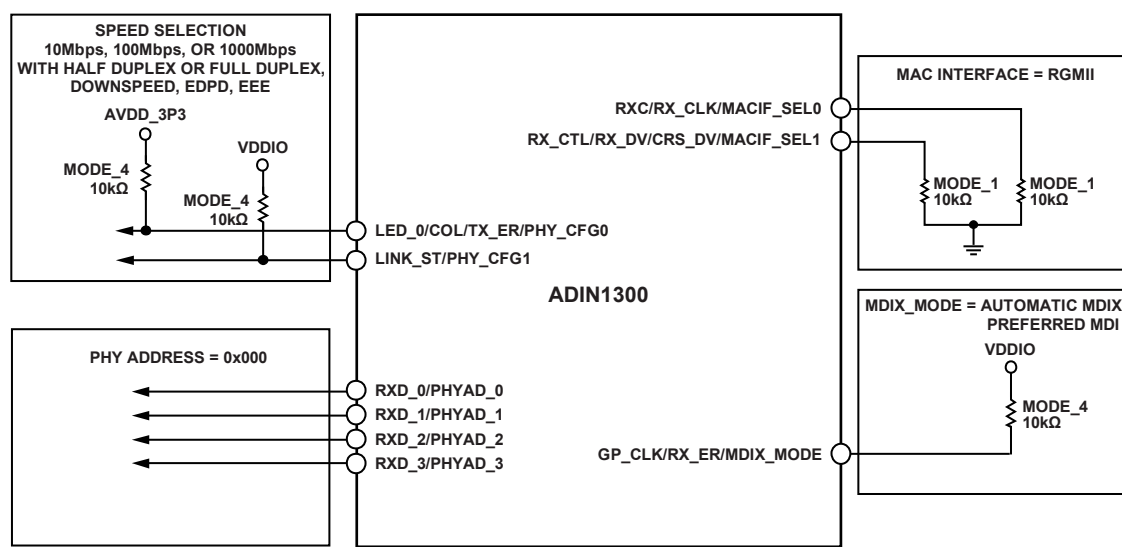 SPEED SELECTION
10Mbps, 100Mbps, OR 1000Mbps
WITH HALF DUPLEX OR FULL DUPLEX,
DOWNSPEED, EDPD, EEE
AVDD_3P3
VDDIO
MODE_4
10kΩ
MODE_4
10kΩ
LED_0/COL/TX_ER/PHY_CFG0
LINK_ST/PHY_CFG1
PHY ADDRESS = 0x000
RXD_0/PHYAD_0
RXD_1/PHYAD_1
RXD_2/PHYAD_2
RXD_3/PHYAD_3
ADIN1300
RXC/RX_CLK/MACIF_SEL0
RX_CTL/RX_DV/CRS_DV/MACIF_SEL1
GP_CLK/RX_ER/MDIX_MODE
MAC INTERFACE = RGMII
MODE_1
10kΩ
MODE_1
10kΩ
MDIX_MODE = AUTOMATIC MDIX
PREFERRED MDI
VDDIO
MODE_4
10kΩ